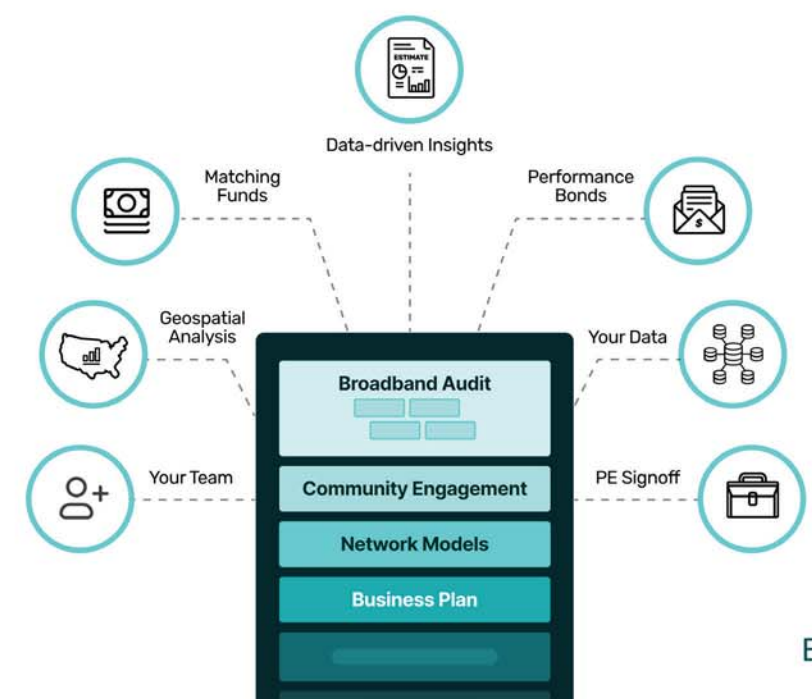 ESTIMATE
Data-driven Insights
Matching
Funds
Performance
Bonds
Geospatial
Analysis
Your Data
Broadband Audit
Your Team
PE Signoff
Community Engagement
Network Models
Business Plan